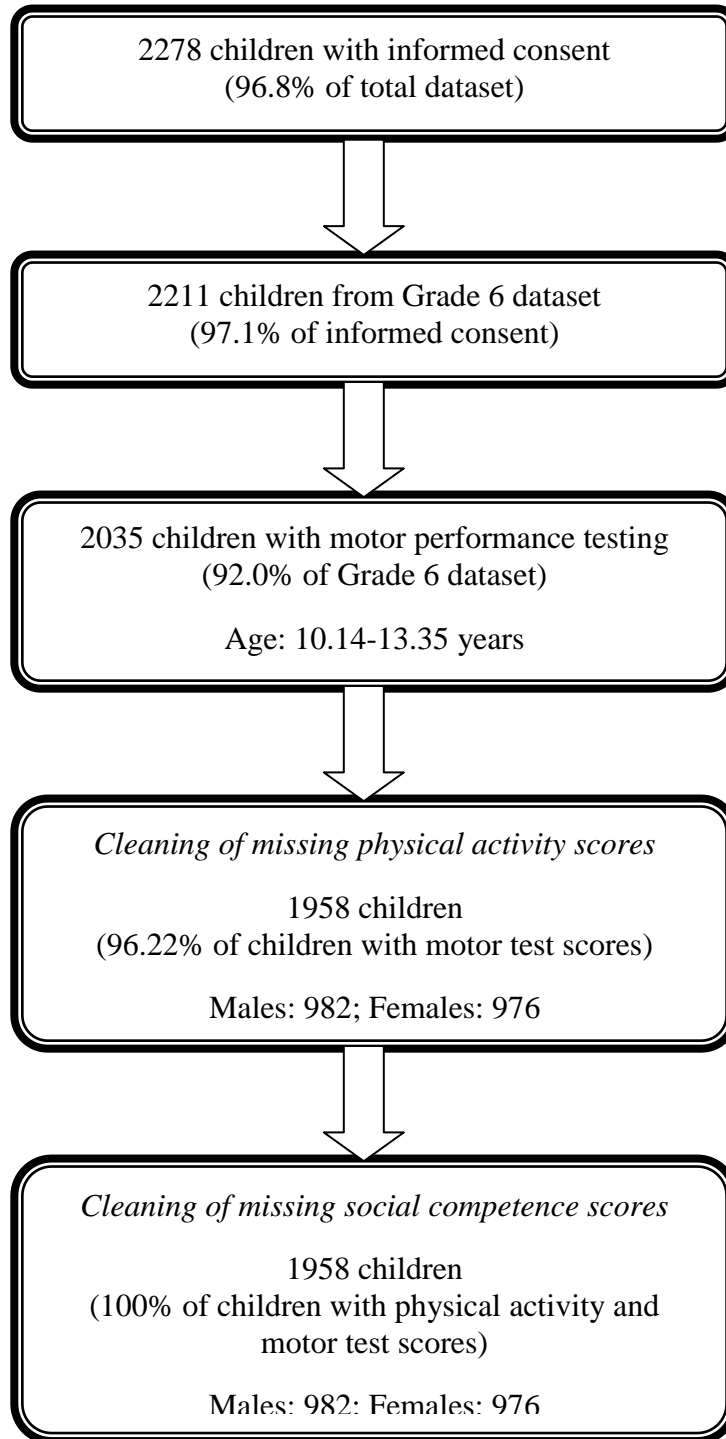 2278 children with informed consent
(96.8% of total dataset)
2211 children from Grade 6 dataset
(97.1% of informed consent)
2035 children with motor performance testing
(92.0% of Grade 6 dataset)
Age: 10.14-13.35 years
Cleaning of missing physical activity scores
1958 children
(96.22% of children with motor test scores)
Males: 982; Females: 976
Cleaning of missing social competence scores
1958 children
(100% of children with physical activity and
motor test scores)
Males: 982; Females: 976